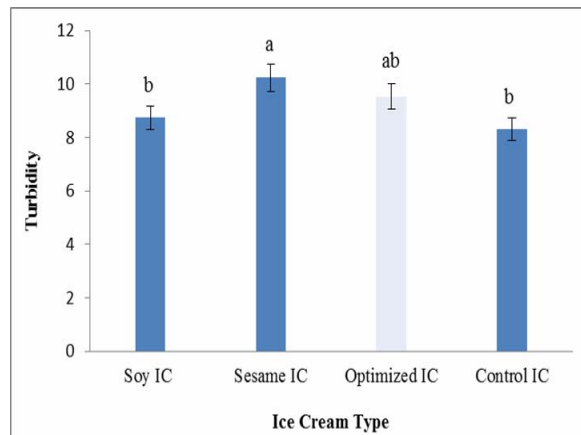 Turbidity
12
10
8
6
4
2
0
b
a
ab
b
Soy IC
Sesame IC
Optimized IC
Control IC
Ice Cream Type